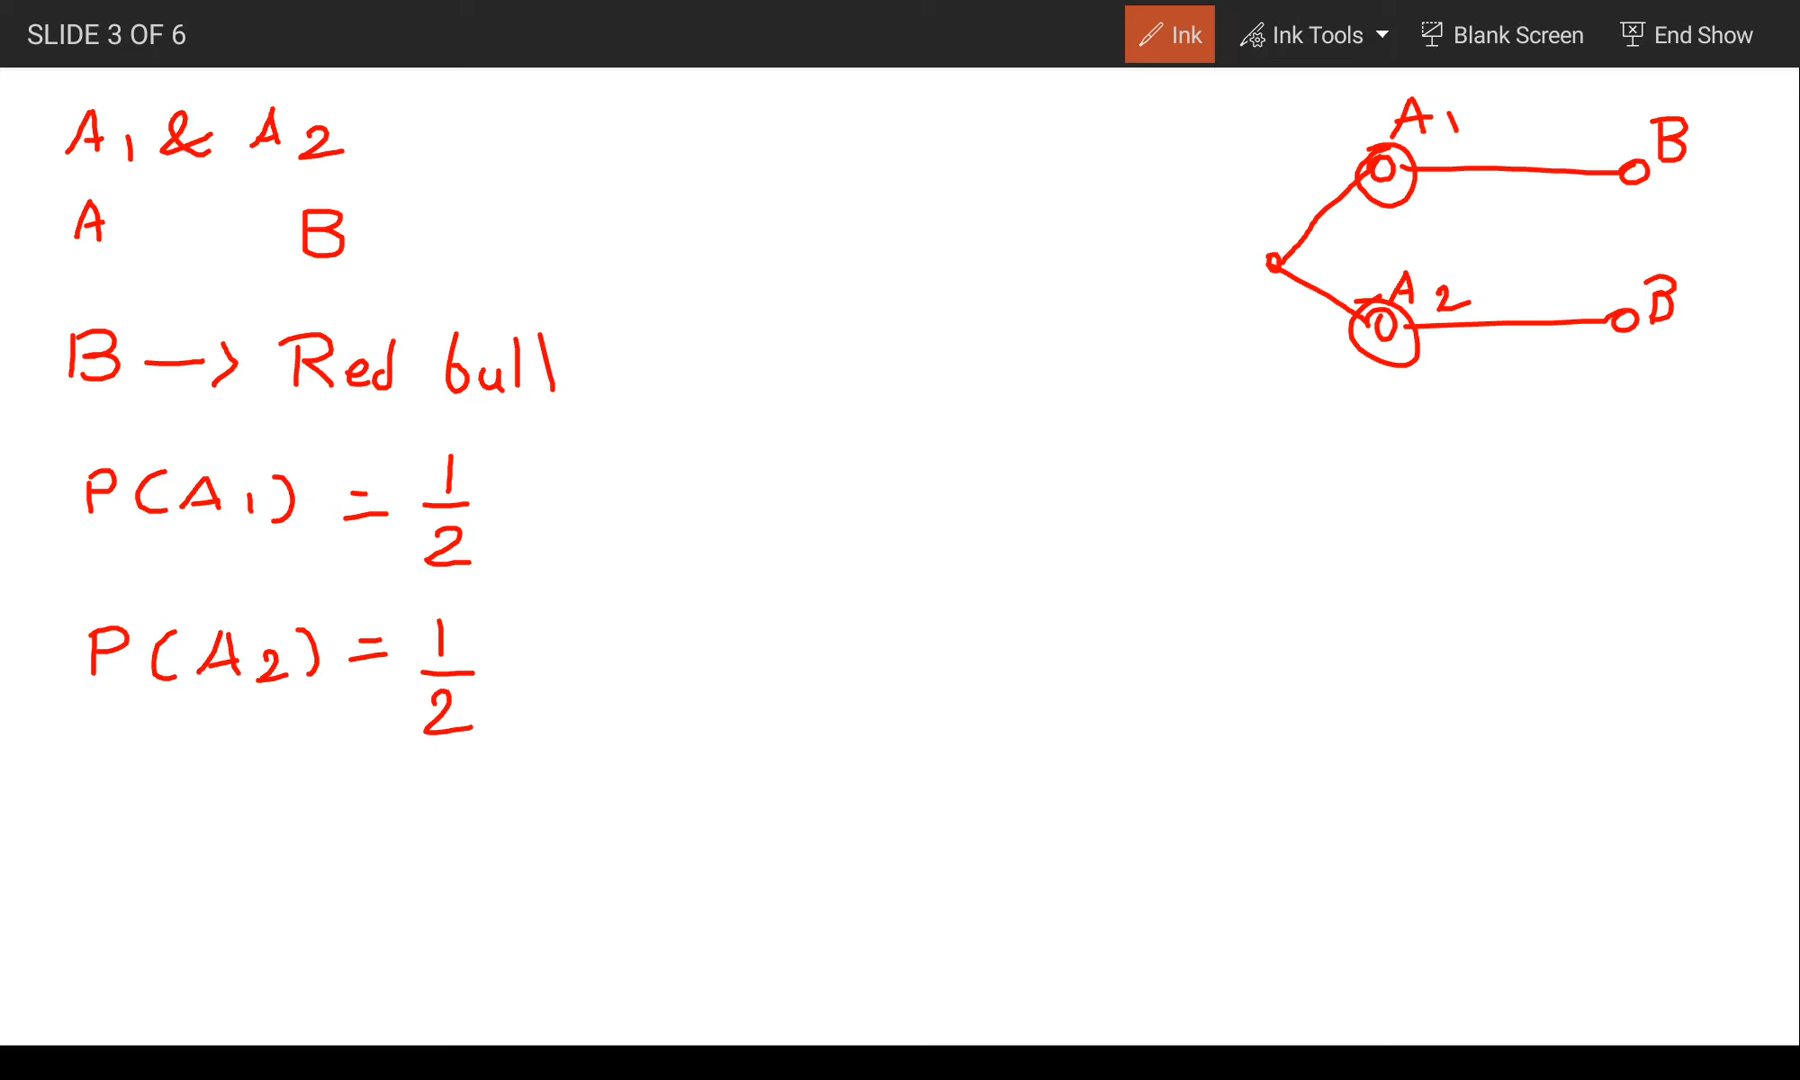 SLIDE 3 OF 6
Ink
Ink Tools
Blank Screen
End Show
A1 & A2
A B
B → Red bull
P(A1) = 1/2
P(A2) = 1/2
A1
B
A2
B